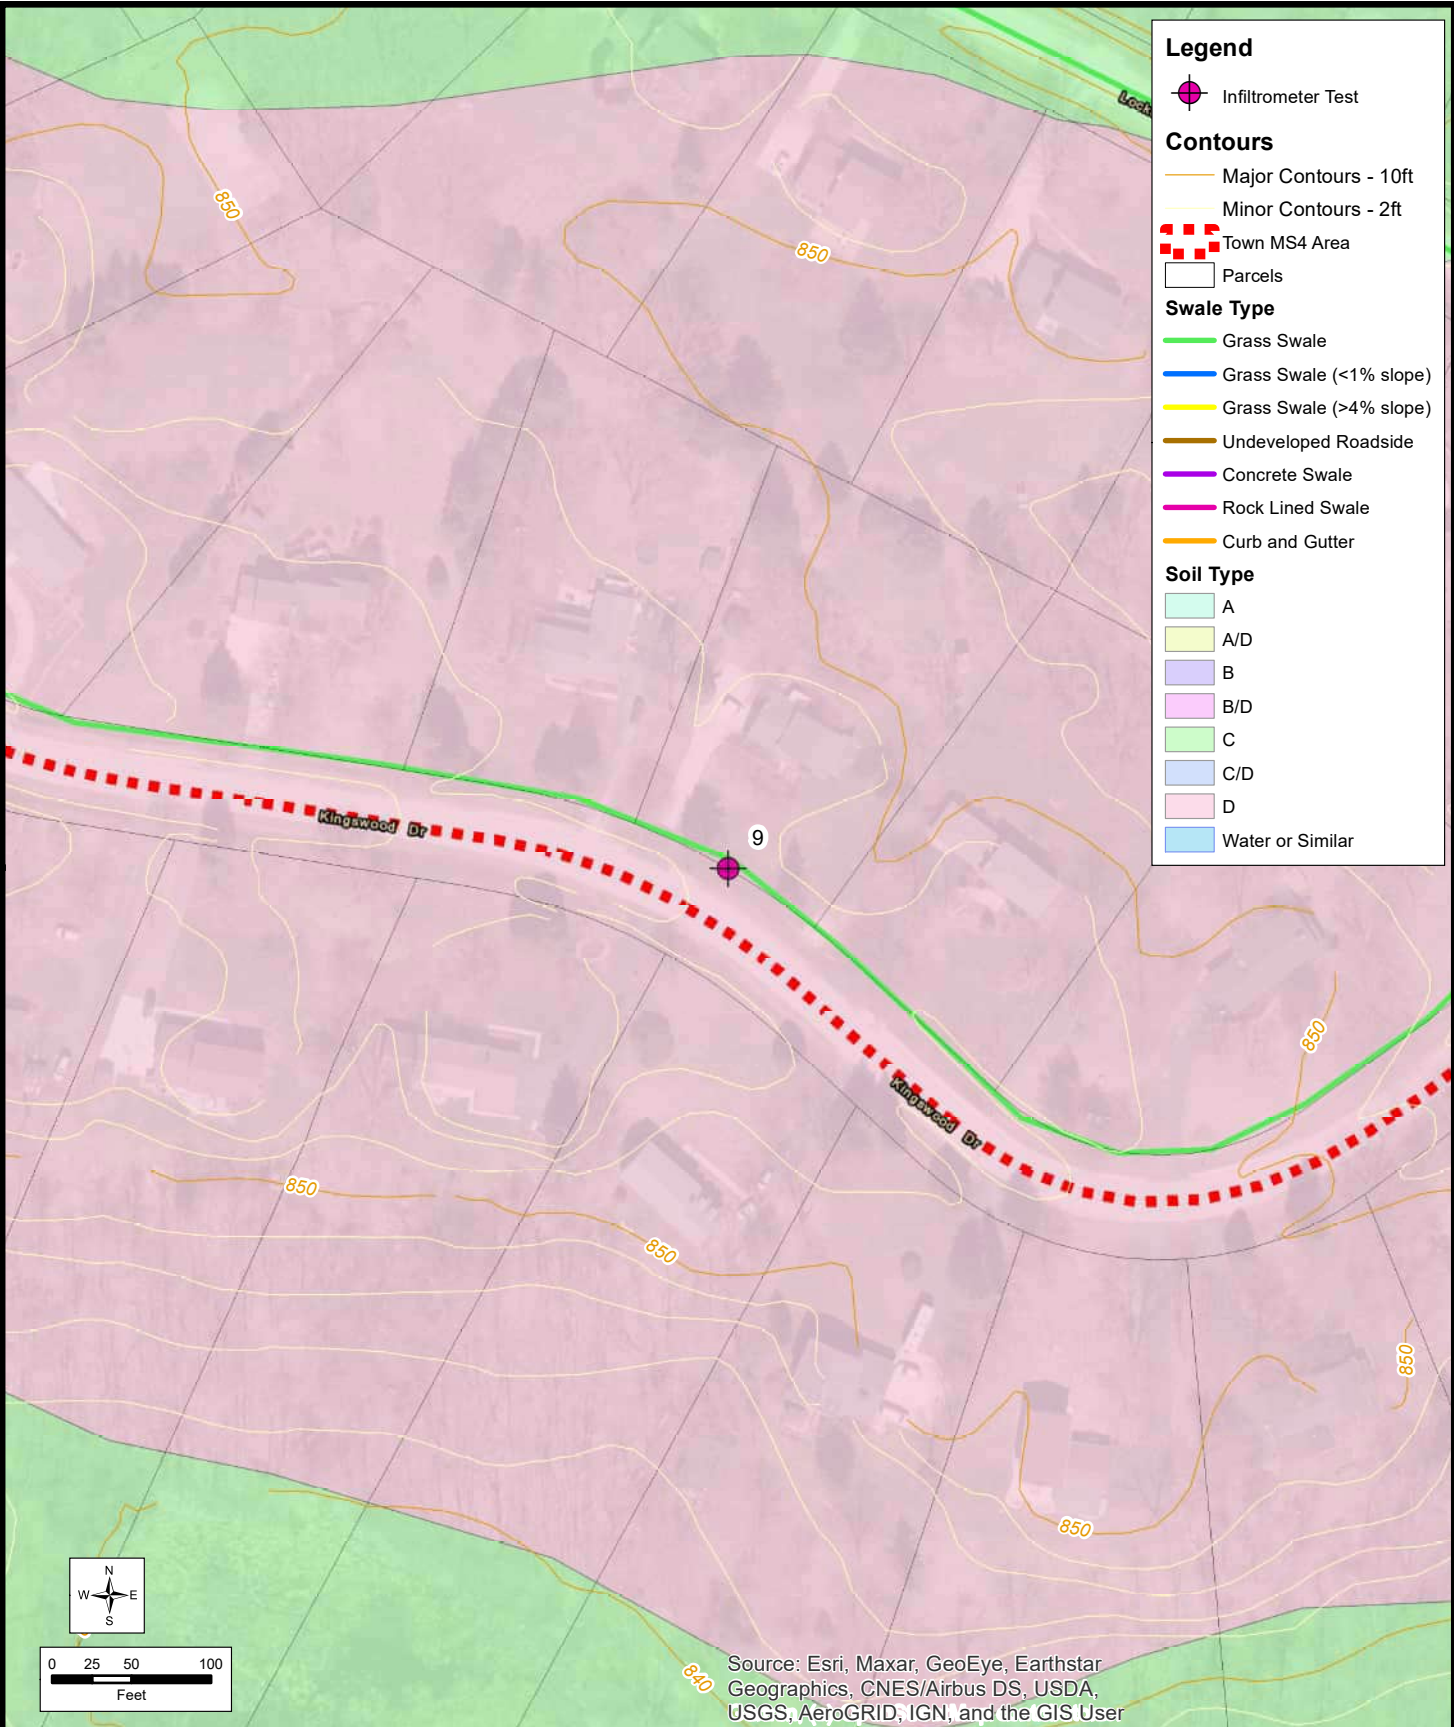 Legend
Infiltrometer Test
Contours
Major Contours - 10ft
Minor Contours - 2ft
Town MS4 Area
Parcels
Swale Type
Grass Swale
Grass Swale (<1% slope)
Grass Swale (>4% slope)
Undeveloped Roadside
Concrete Swale
Rock Lined Swale
Curb and Gutter
Soil Type
A
A/D
B
B/D
C
C/D
D
Water or Similar
850
850
Kingswood Dr
9
850
Kingswood Dr
850
850
850
850
840
N
W E
S
0 25 50 100
Feet
Source: Esri, Maxar, GeoEye, Earthstar
Geographics, CNES/Airbus DS, USDA,
USGS, AeroGRID, IGN, and the GIS User